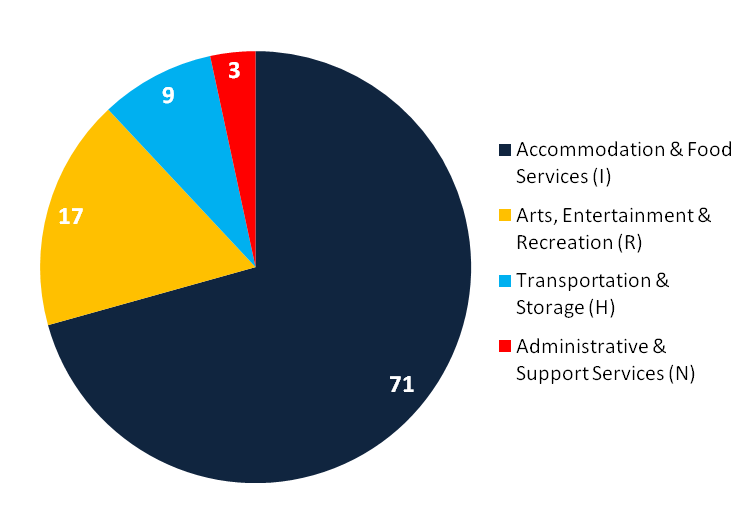 3
9
17
71
Accommodation & Food
Services (I)
Arts, Entertainment &
Recreation (R)
Transportation &
Storage (H)
Administrative &
Support Services (N)